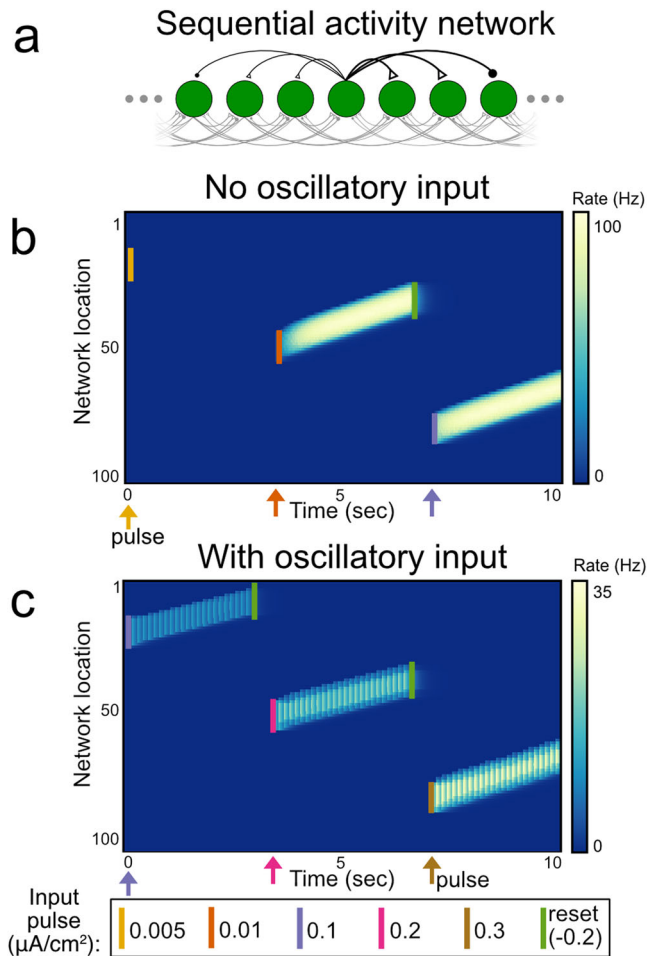 a
Sequential activity network
b
No oscillatory input
Rate (Hz)
1
50
100
Network location
100
0
0
5
10
Time (sec)
pulse
c
With oscillatory input
Rate (Hz)
1
50
100
Network location
35
0
0
5
10
Time (sec)
pulse
Input
pulse
(µA/cm²):
0.005
0.01
0.1
0.2
0.3
reset
(-0.2)